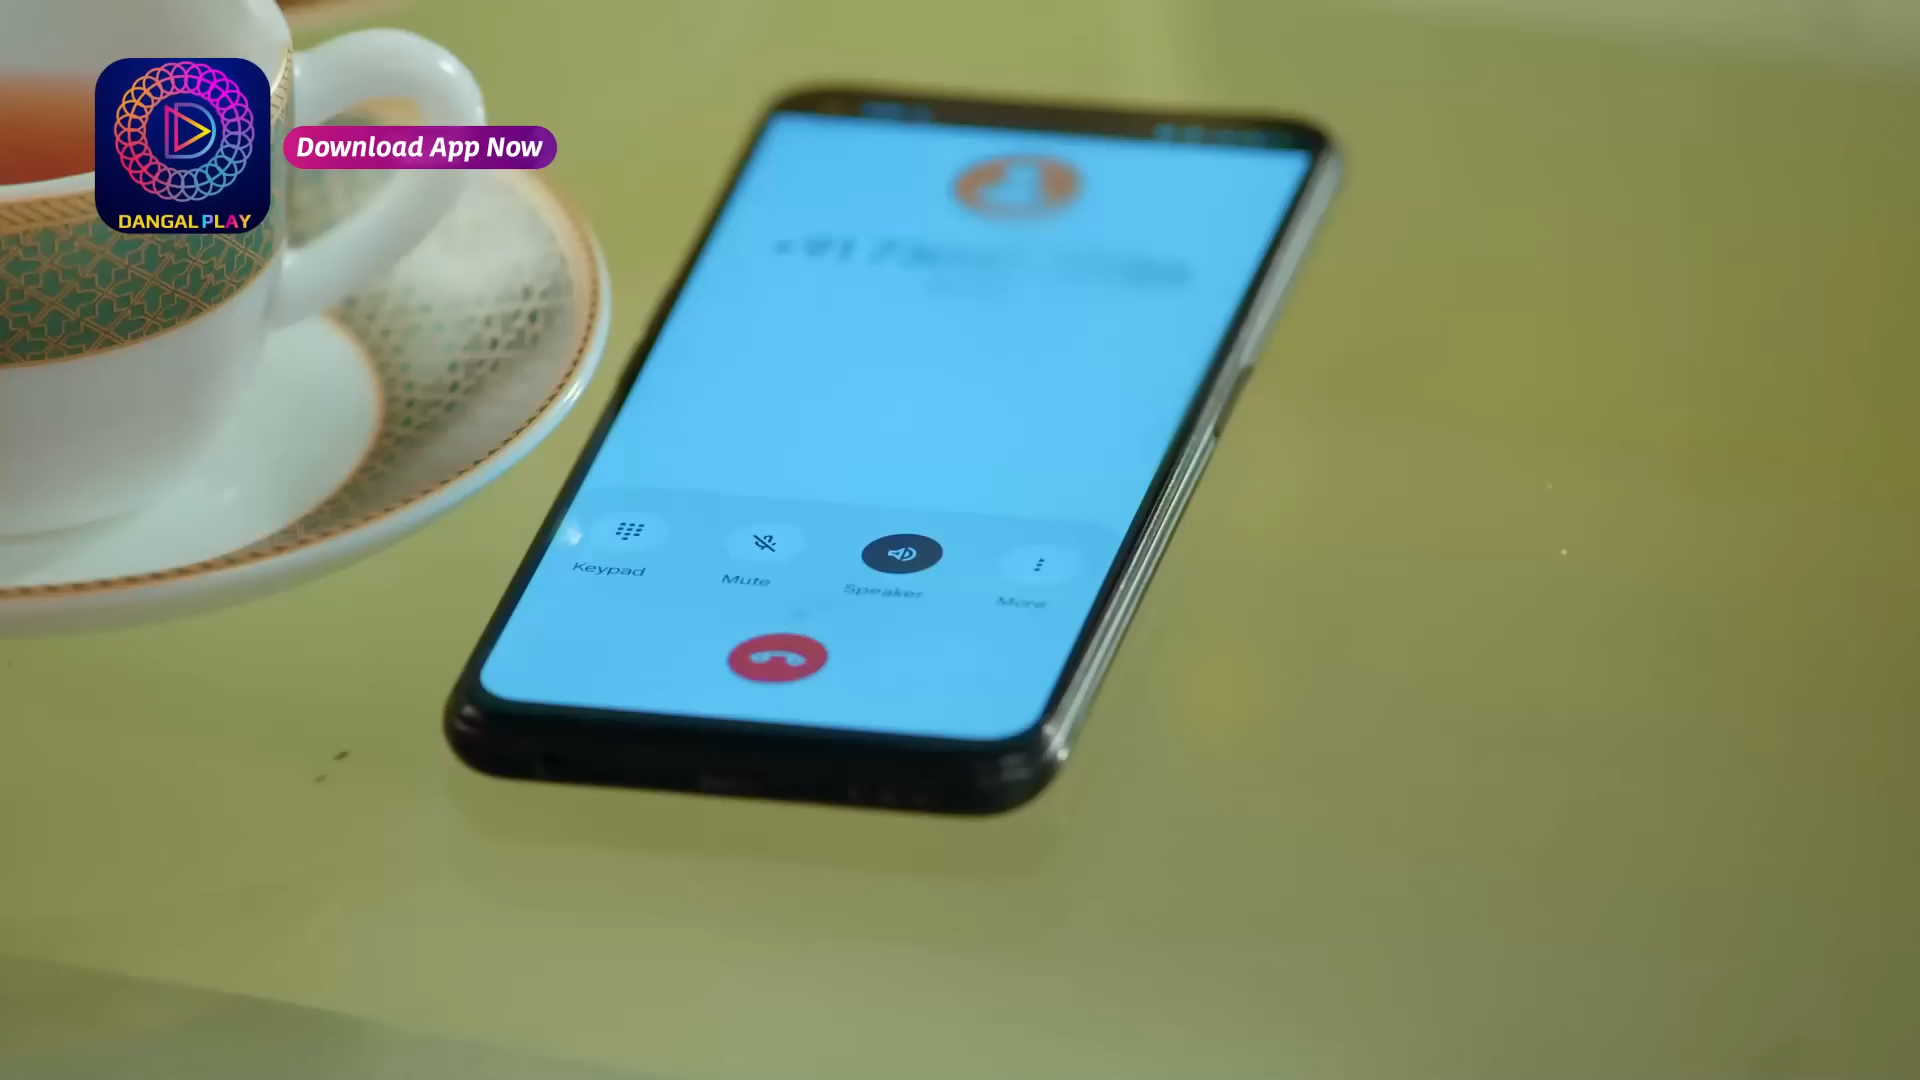 Download App Now
DANGAL PLAY
Keypad
Mute
Speaker
More